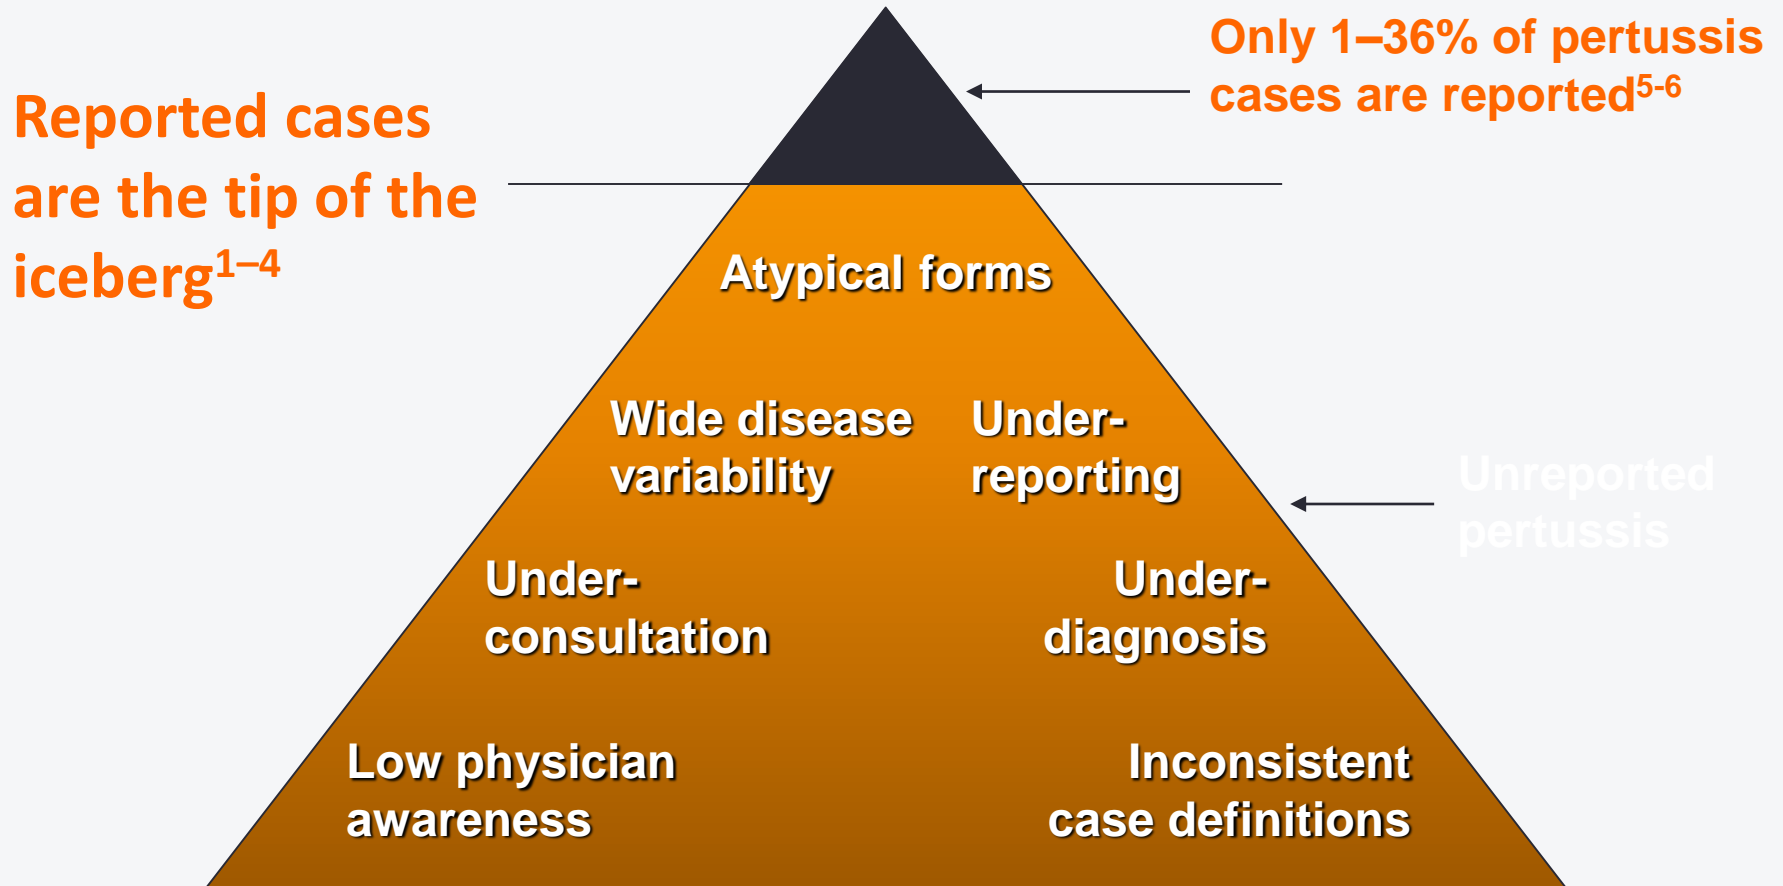 Only 1–36% of pertussis
cases are reported5-6
Reported cases
are the tip of the
iceberg1–4
Atypical forms
Wide disease
variability
Under-
reporting
Unreported
pertussis
Under-
consultation
Under-
diagnosis
Low physician
awareness
Inconsistent
case definitions